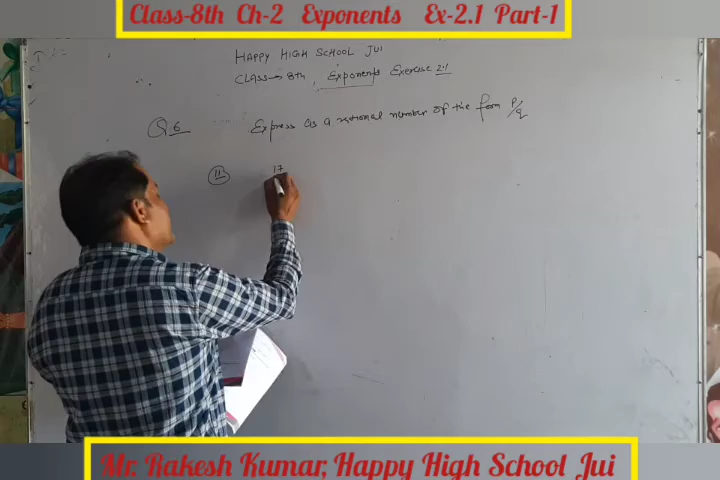 Class-8th Ch-2 Exponents Ex-2.1 Part-1
HAPPY HIGH SCHOOL JUI
CLASS→ 8th, Exponents Exercise 2.1
Q.6 Express as a rational number of the form P/q
(ii) 17
Mr. Rakesh Kumar, Happy High School Jui